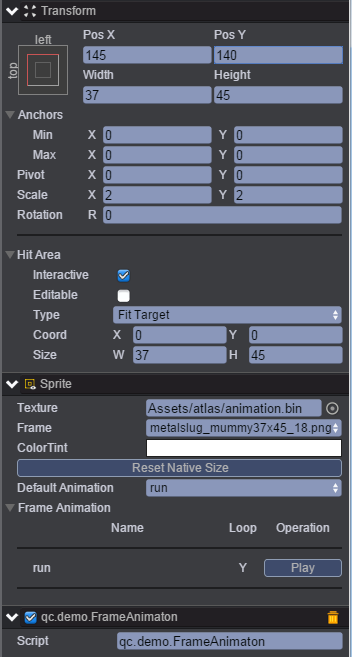 Transform
left
top
Pos X Pos Y
145 140
Width Height
37 45
Anchors
Min X 0 Y 0
Max X 0 Y 0
Pivot X 0 Y 0
Scale X 2 Y 2
Rotation R 0
Hit Area
Interactive
Editable
Type Fit Target
Coord X 0 Y 0
Size W 37 H 45
Sprite
Texture Assets/atlas/animation.bin
Frame metalslug_mummy37x45_18.png
ColorTint
Reset Native Size
Default Animation run
Frame Animation
Name Loop Operation
run Y Play
qc.demo.FrameAnimaton
Script qc.demo.FrameAnimaton